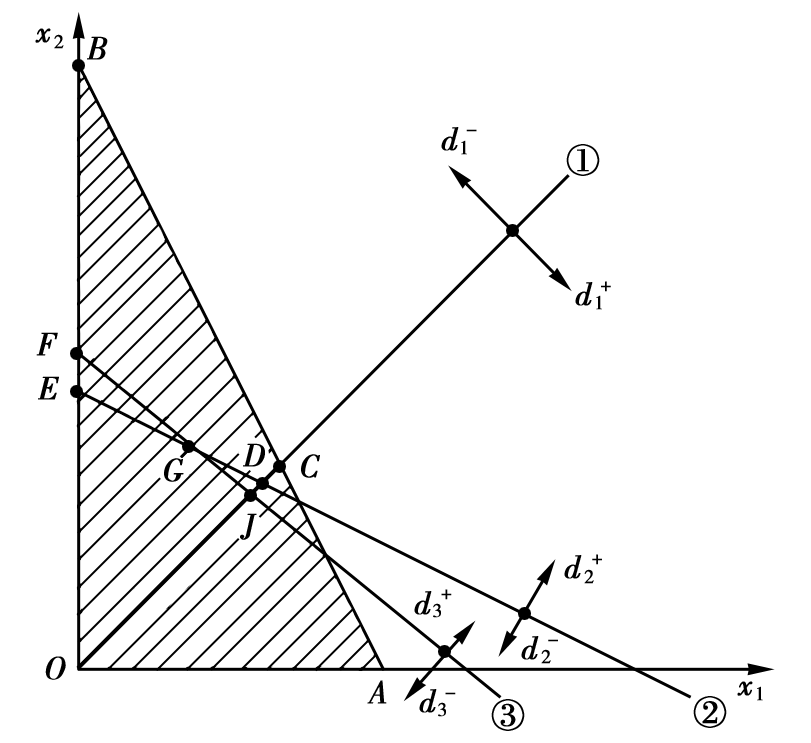 x₂
B
d₁⁻
①
d₁⁺
F
E
G
D
C
J
d₂⁺
d₃⁺
d₂⁻
O
A
d₃⁻
③
②
x₁